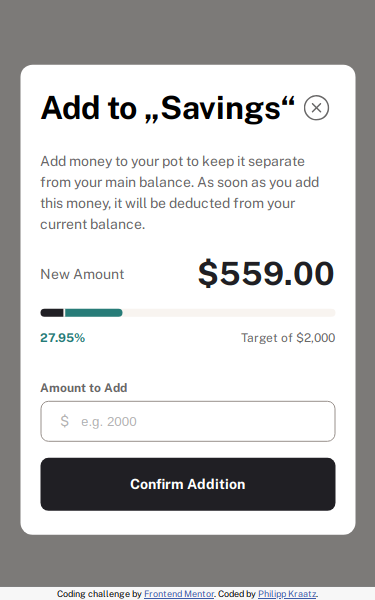 Add to „Savings“
Add money to your pot to keep it separate
from your main balance. As soon as you add
this money, it will be deducted from your
current balance.
New Amount $559.00
27.95% Target of $2,000
Amount to Add
$ e.g. 2000
Confirm Addition
Coding challenge by Frontend Mentor. Coded by Philipp Kraatz.